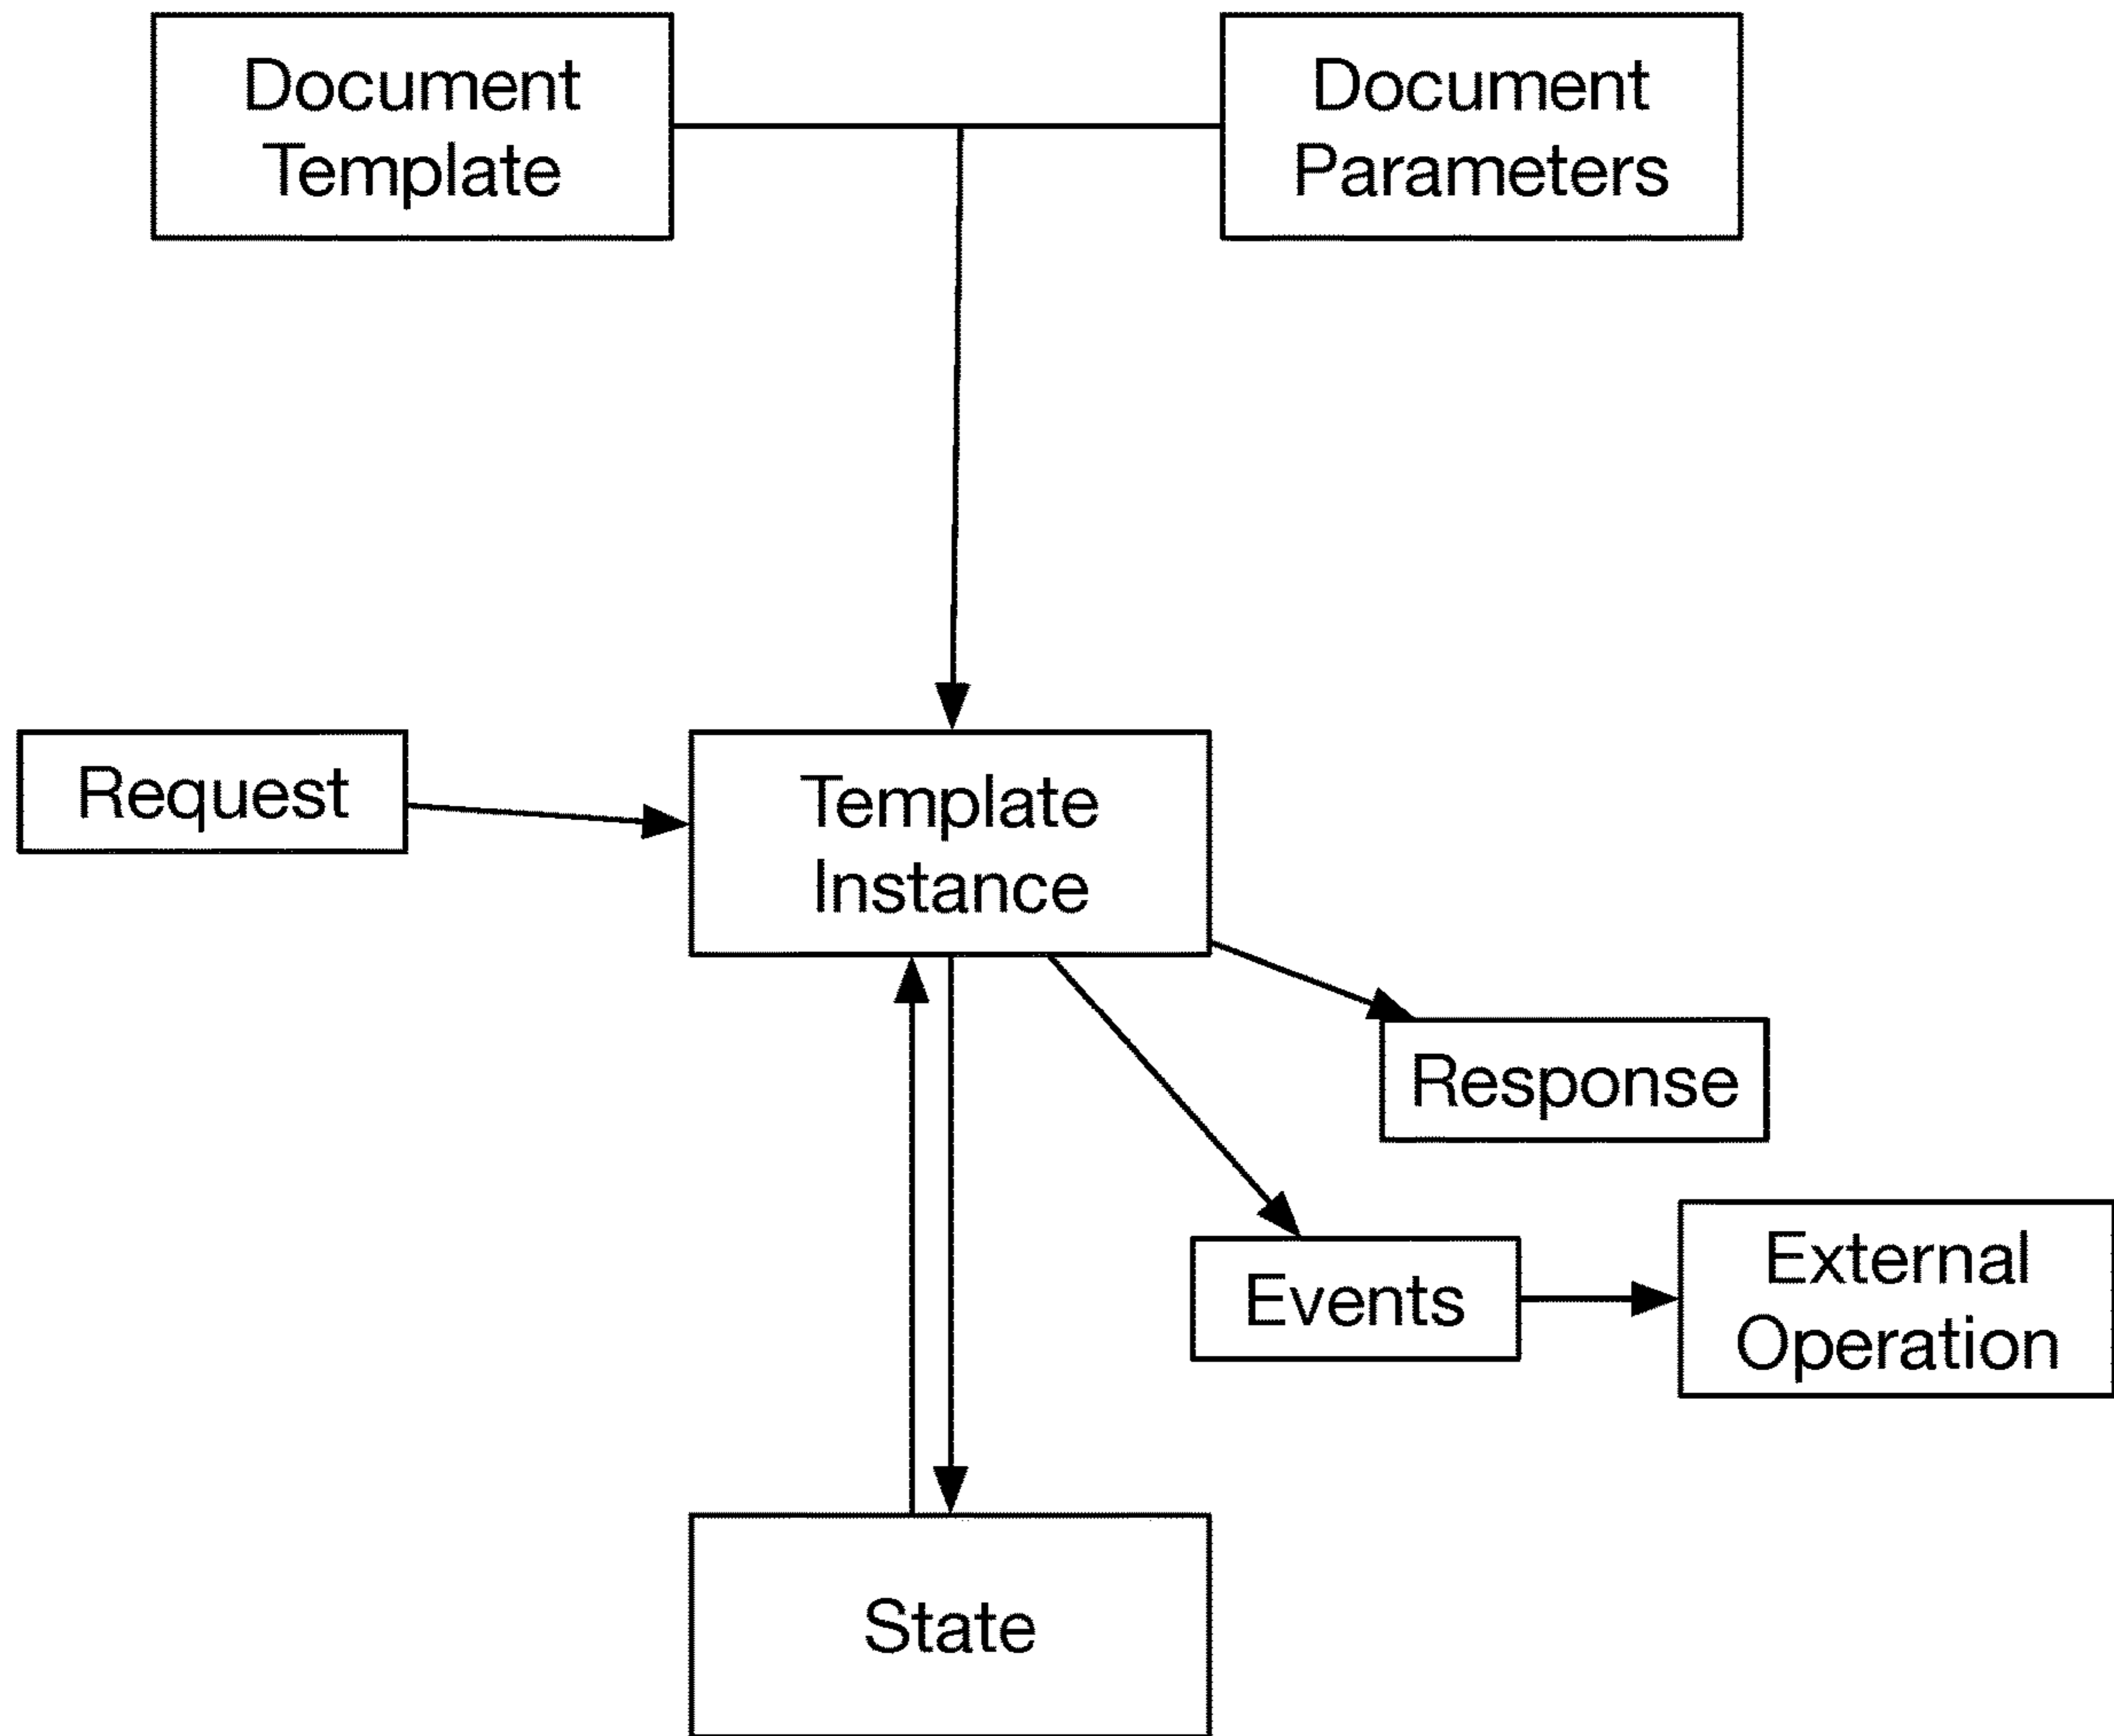 Document
Template
Document
Parameters
Request
Template
Instance
Response
Events
External
Operation
State